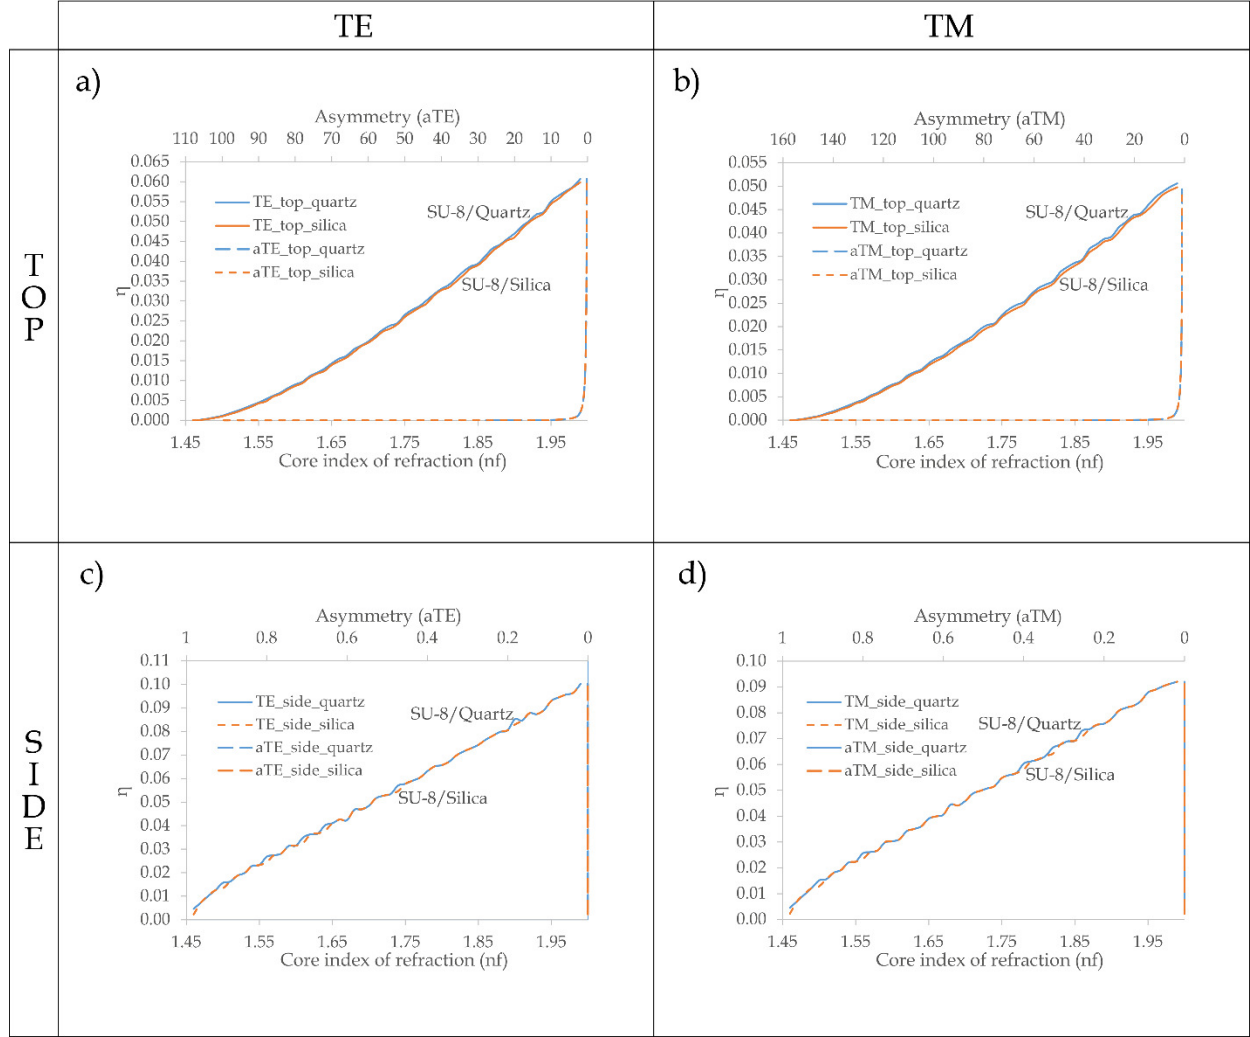 TE
TM
TOP
SIDE
a)
Asymmetry (aTE)
110 100 90 80 70 60 50 40 30 20 10 0
0.065
0.060
0.055
0.050
0.045
0.040
0.035
0.030
0.025
0.020
0.015
0.010
0.005
0.000
η
TE_top_quartz
TE_top_silica
aTE_top_quartz
aTE_top_silica
SU-8/Quartz
SU-8/Silica
1.45 1.55 1.65 1.75 1.85 1.95
Core index of refraction (nf)
b)
Asymmetry (aTM)
160 140 120 100 80 60 40 20 0
0.055
0.050
0.045
0.040
0.035
0.030
0.025
0.020
0.015
0.010
0.005
0.000
η
TM_top_quartz
TM_top_silica
aTM_top_quartz
aTM_top_silica
SU-8/Quartz
SU-8/Silica
1.45 1.55 1.65 1.75 1.85 1.95
Core index of refraction (nf)
c)
Asymmetry (aTE)
1 0.8 0.6 0.4 0.2 0
0.11
0.10
0.09
0.08
0.07
0.06
0.05
0.04
0.03
0.02
0.01
0.00
η
TE_side_quartz
TE_side_silica
aTE_side_quartz
aTE_side_silica
SU-8/Quartz
SU-8/Silica
1.45 1.55 1.65 1.75 1.85 1.95
Core index of refraction (nf)
d)
Asymmetry (aTM)
1 0.8 0.6 0.4 0.2 0
0.10
0.09
0.08
0.07
0.06
0.05
0.04
0.03
0.02
0.01
0.00
η
TM_side_quartz
TM_side_silica
aTM_side_quartz
aTM_side_silica
SU-8/Quartz
SU-8/Silica
1.45 1.55 1.65 1.75 1.85 1.95
Core index of refraction (nf)